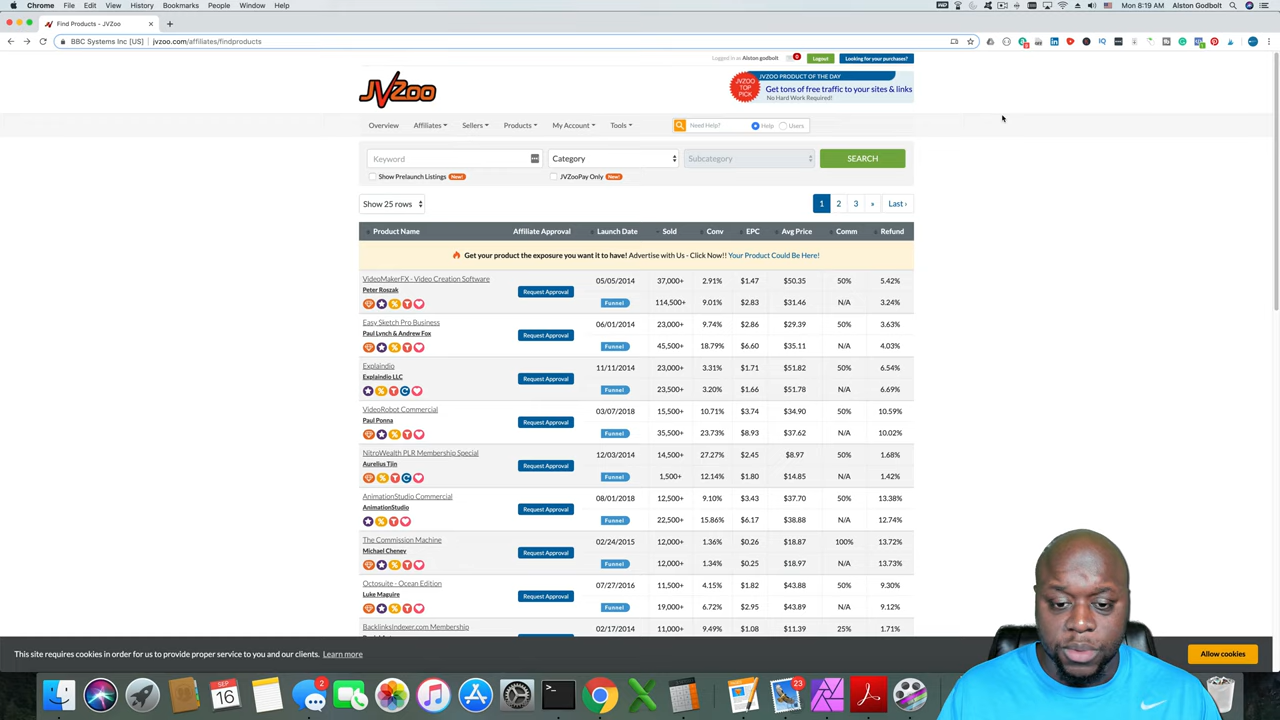 Chrome File Edit View History Bookmarks People Window Help Mon 8:19 AM Alston Godbolt
Find Products - JVZoo
BBC Systems Inc [US] | jvzoo.com/affiliates/findproducts
Logged in as Alston godbolt 0 Logout Looking for your purchases?
JVZoo
JVZOO TOP PICK
JVZOO PRODUCT OF THE DAY
Get tons of free traffic to your sites & links
No Hard Work Required!
Overview Affiliates Sellers Products My Account Tools Need Help? Help Users
Keyword Category Subcategory SEARCH
Show Prelaunch Listings New! JVZooPay Only New!
Show 25 rows 1 2 3 » Last ›
Product Name Affiliate Approval Launch Date Sold Conv EPC Avg Price Comm Refund
Get your product the exposure you want it to have! Advertise with Us - Click Now!! Your Product Could Be Here!
VideoMakerFX - Video Creation Software 05/05/2014 37,000+ 2.91% $1.47 $50.35 50% 5.42%
Peter Roszak Request Approval
Funnel 114,500+ 9.01% $2.83 $31.46 N/A 3.24%
Easy Sketch Pro Business 06/01/2014 23,000+ 9.74% $2.86 $29.39 50% 3.63%
Paul Lynch & Andrew Fox Request Approval
Funnel 45,500+ 18.79% $6.60 $35.11 N/A 4.03%
Explaindio 11/11/2014 23,000+ 3.31% $1.71 $51.82 50% 6.54%
Explaindio LLC Request Approval
Funnel 23,500+ 3.20% $1.66 $51.78 N/A 6.69%
VideoRobot Commercial 03/07/2018 15,500+ 10.71% $3.74 $34.90 50% 10.59%
Paul Ponna Request Approval
Funnel 35,500+ 23.73% $8.93 $37.62 N/A 10.02%
NitroWealth PLR Membership Special 12/03/2014 14,500+ 27.27% $2.45 $8.97 50% 1.68%
Aurelius Tjin Request Approval
Funnel 1,500+ 12.14% $1.80 $14.85 N/A 1.42%
AnimationStudio Commercial 08/01/2018 12,500+ 9.10% $3.43 $37.70 50% 13.38%
AnimationStudio Request Approval
Funnel 22,500+ 15.86% $6.17 $38.88 N/A 12.74%
The Commission Machine 02/24/2015 12,000+ 1.36% $0.26 $18.87 100% 13.72%
Michael Cheney Request Approval
Funnel 12,000+ 1.34% $0.25 $18.97 N/A 13.73%
Octosuite - Ocean Edition 07/27/2016 11,500+ 4.15% $1.82 $43.88 50% 9.30%
Luke Maguire Request Approval
Funnel 19,000+ 6.72% $2.95 $43.89 N/A 9.12%
BacklinksIndexer.com Membership 02/17/2014 11,000+ 9.49% $1.08 $11.39 25% 1.71%
This site requires cookies in order for us to provide proper service to you and our clients. Learn more Allow cookies
SEP
16 2 23